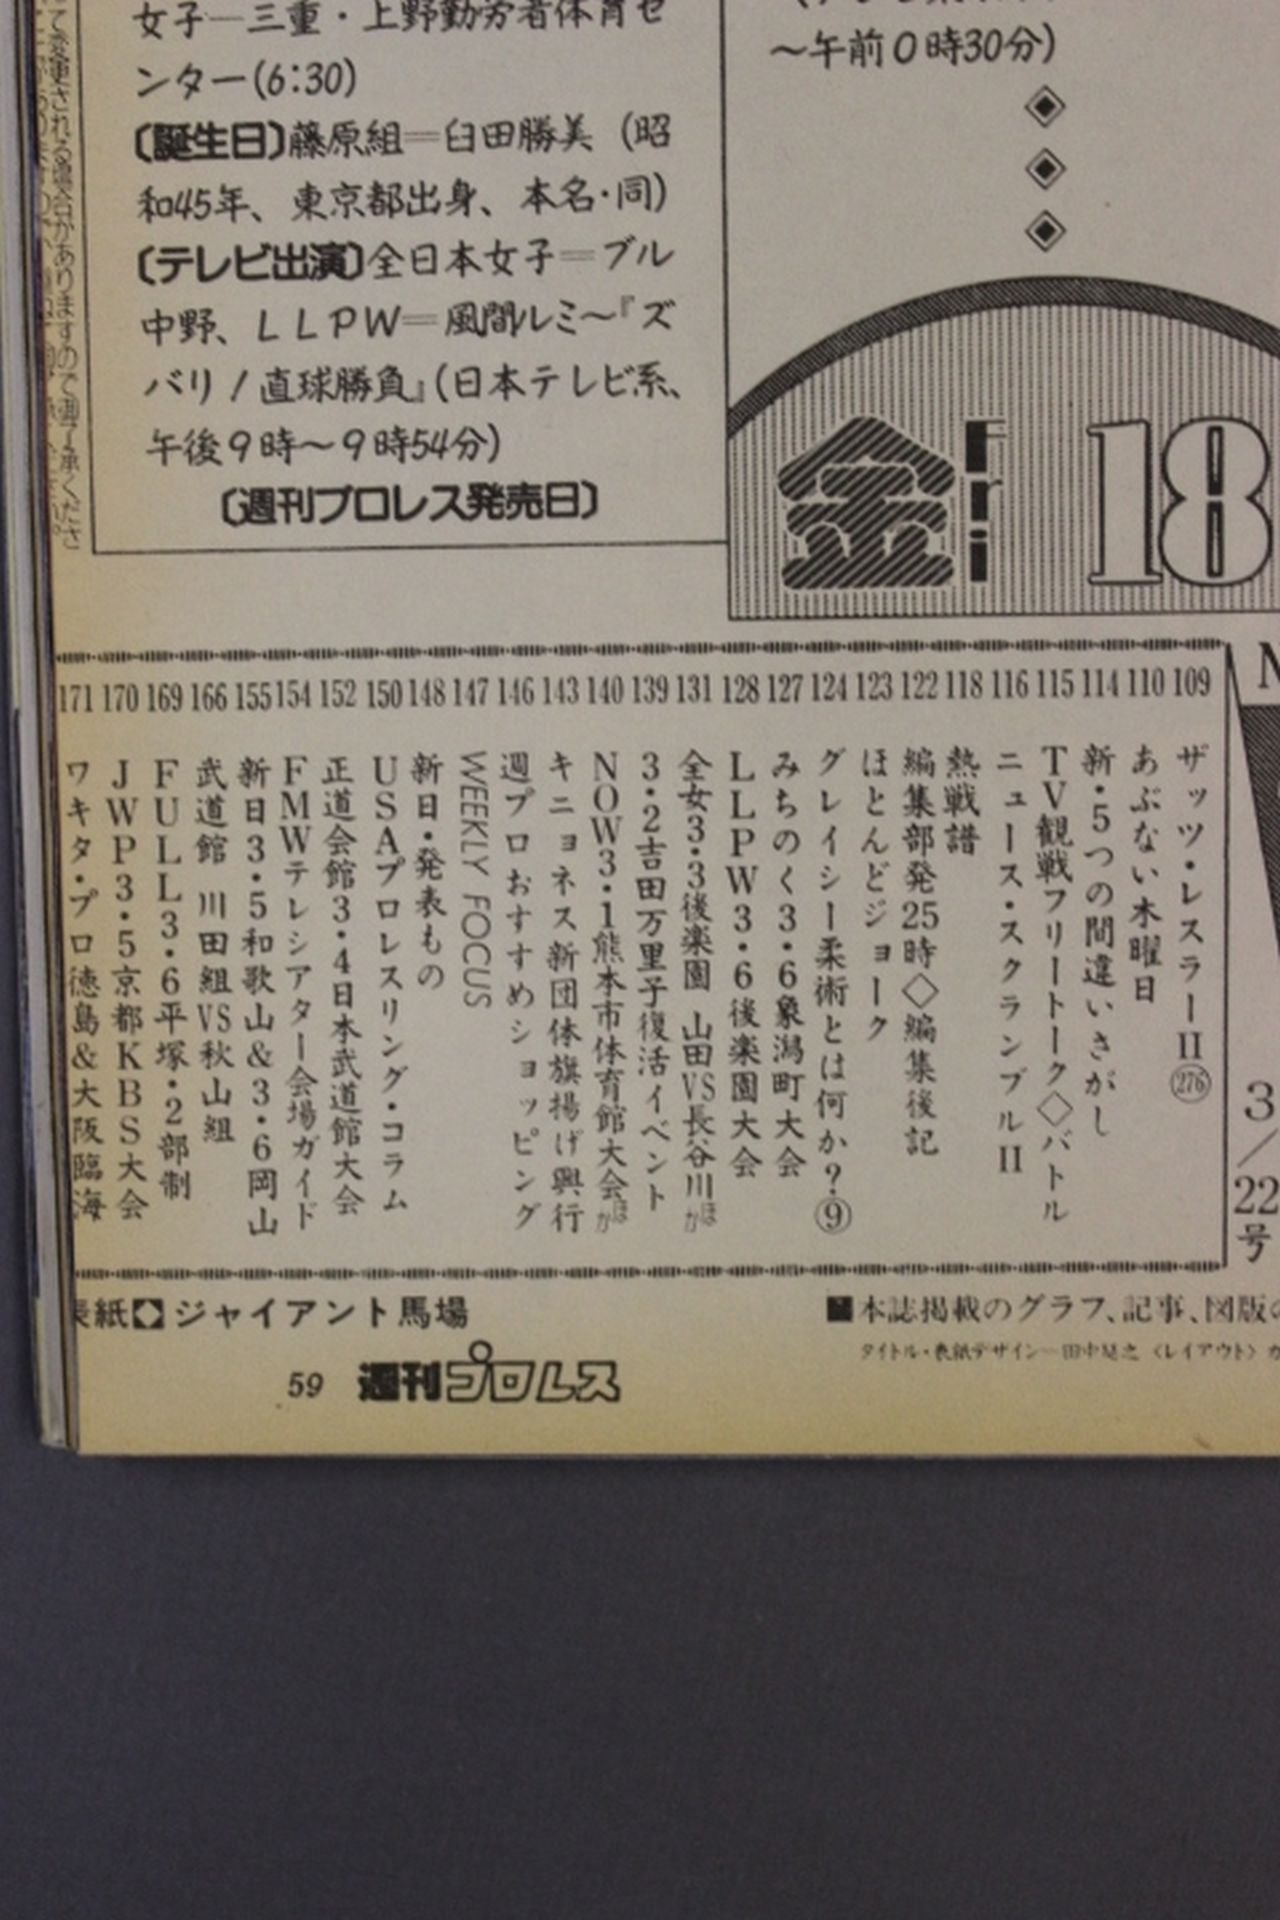 女子=三重・上野勤労者体育セ
ンター(6:30)
〔誕生日〕藤原組=臼田勝美（昭
和45年、東京都出身、本名・同）
〔テレビ出演〕全日本女子=ブル
中野、LLPW=風間ルミ〜『ズ
バリ！直球勝負』(日本テレビ系、
午後9時〜9時54分)
〔週刊プロレス発売日〕
〜午前0時30分)
◈
◈
◈
金 Fri 18
3/22号
109 ザッツ・レスラーII㉗⑥
110 あぶない木曜日
114 新・5つの間違いさがし
115 TV観戦フリートーク◇バトル
116 ニュース・スクランブルII
118 熱戦譜
122 編集部発25時◇編集後記
123 ほとんどジョーク
124 グレイシー柔術とは何か?⑨
127 みちのく3・6象潟町大会
128 LLPW3・6後楽園大会
131 全女3・3後楽園 山田VS長谷川ほか
139 3・2吉田万里子復活イベント
140 NOW3・1熊本市体育館大会ほか
143 キニョネス新団体旗揚げ興行
146 週プロおすすめショッピング
147 WEEKLY FOCUS
148 新日・発表もの
150 USAプロレスリング・コラム
152 正道会館3・4日本武道館大会
154 FMWテレシアター会場ガイド
155 新日3・5和歌山&3・6岡山
166 武道館 川田組VS秋山組
169 FULL3・6平塚・2部制
170 JWP3・5京都KBS大会
171 ワキタ・プロ徳島&大阪臨海
表紙◆ジャイアント馬場
■本誌掲載のグラフ、記事、図版の
59 週刊プロレス